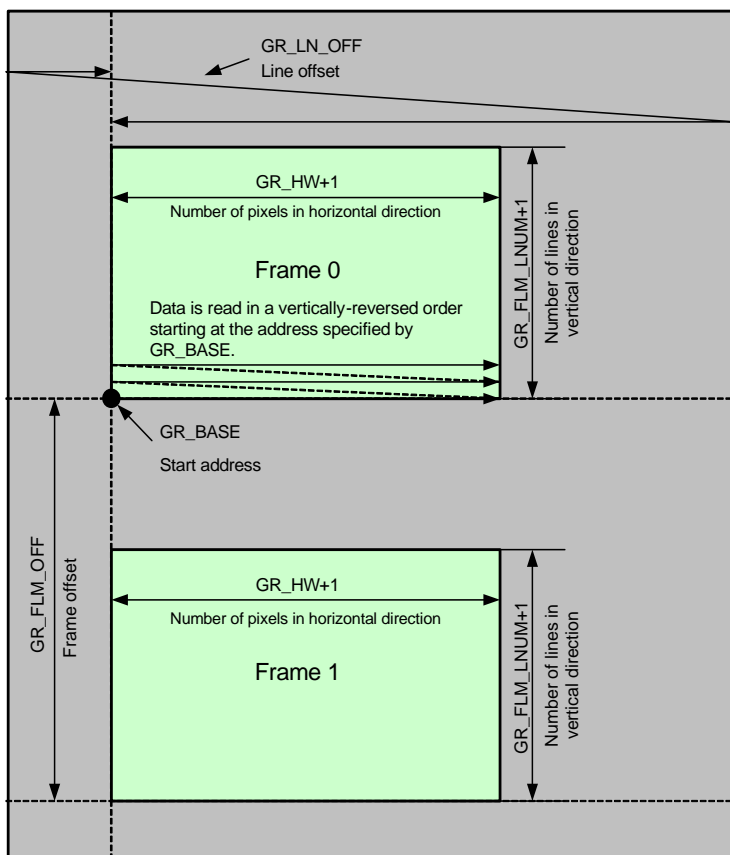 GR_LN_OFF
Line offset
GR_HW+1
Number of pixels in horizontal direction
Frame 0
Data is read in a vertically-reversed order
starting at the address specified by
GR_BASE.
GR_FLM_LNUM+1
Number of lines in
vertical direction
GR_BASE
Start address
GR_FLM_OFF
Frame offset
GR_HW+1
Number of pixels in horizontal direction
Frame 1
GR_FLM_LNUM+1
Number of lines in
vertical direction